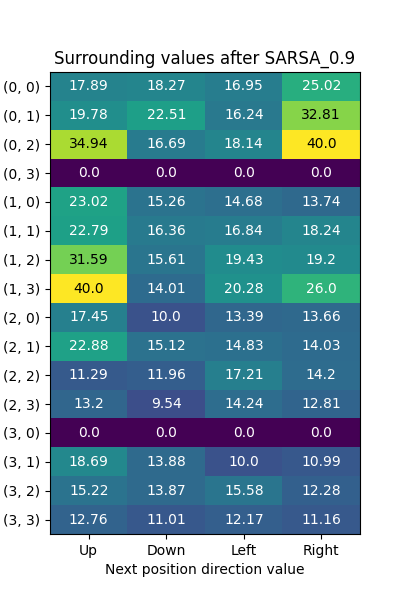 Surrounding values after SARSA_0.9
(0, 0) 17.89 18.27 16.95 25.02
(0, 1) 19.78 22.51 16.24 32.81
(0, 2) 34.94 16.69 18.14 40.0
(0, 3) 0.0 0.0 0.0 0.0
(1, 0) 23.02 15.26 14.68 13.74
(1, 1) 22.79 16.36 16.84 18.24
(1, 2) 31.59 15.61 19.43 19.2
(1, 3) 40.0 14.01 20.28 26.0
(2, 0) 17.45 10.0 13.39 13.66
(2, 1) 22.88 15.12 14.83 14.03
(2, 2) 11.29 11.96 17.21 14.2
(2, 3) 13.2 9.54 14.24 12.81
(3, 0) 0.0 0.0 0.0 0.0
(3, 1) 18.69 13.88 10.0 10.99
(3, 2) 15.22 13.87 15.58 12.28
(3, 3) 12.76 11.01 12.17 11.16
Up Down Left Right
Next position direction value